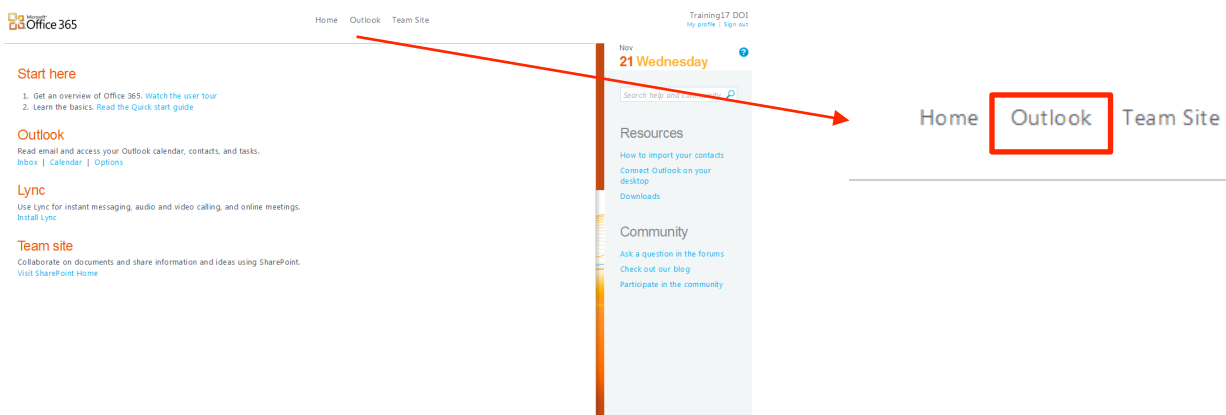 Microsoft
Office 365
Home Outlook Team Site
Training17 DOI
My profile | Sign out
Start here
1. Get an overview of Office 365. Watch the user tour
2. Learn the basics. Read the Quick start guide
Outlook
Read email and access your Outlook calendar, contacts, and tasks.
Inbox | Calendar | Options
Lync
Use Lync for instant messaging, audio and video calling, and online meetings.
Install Lync
Team site
Collaborate on documents and share information and ideas using SharePoint.
Visit SharePoint Home
Nov
21 Wednesday
?
Search help and community
Resources
How to import your contacts
Connect Outlook on your
desktop
Downloads
Community
Ask a question in the forums
Check out our blog
Participate in the community
Home Outlook Team Site